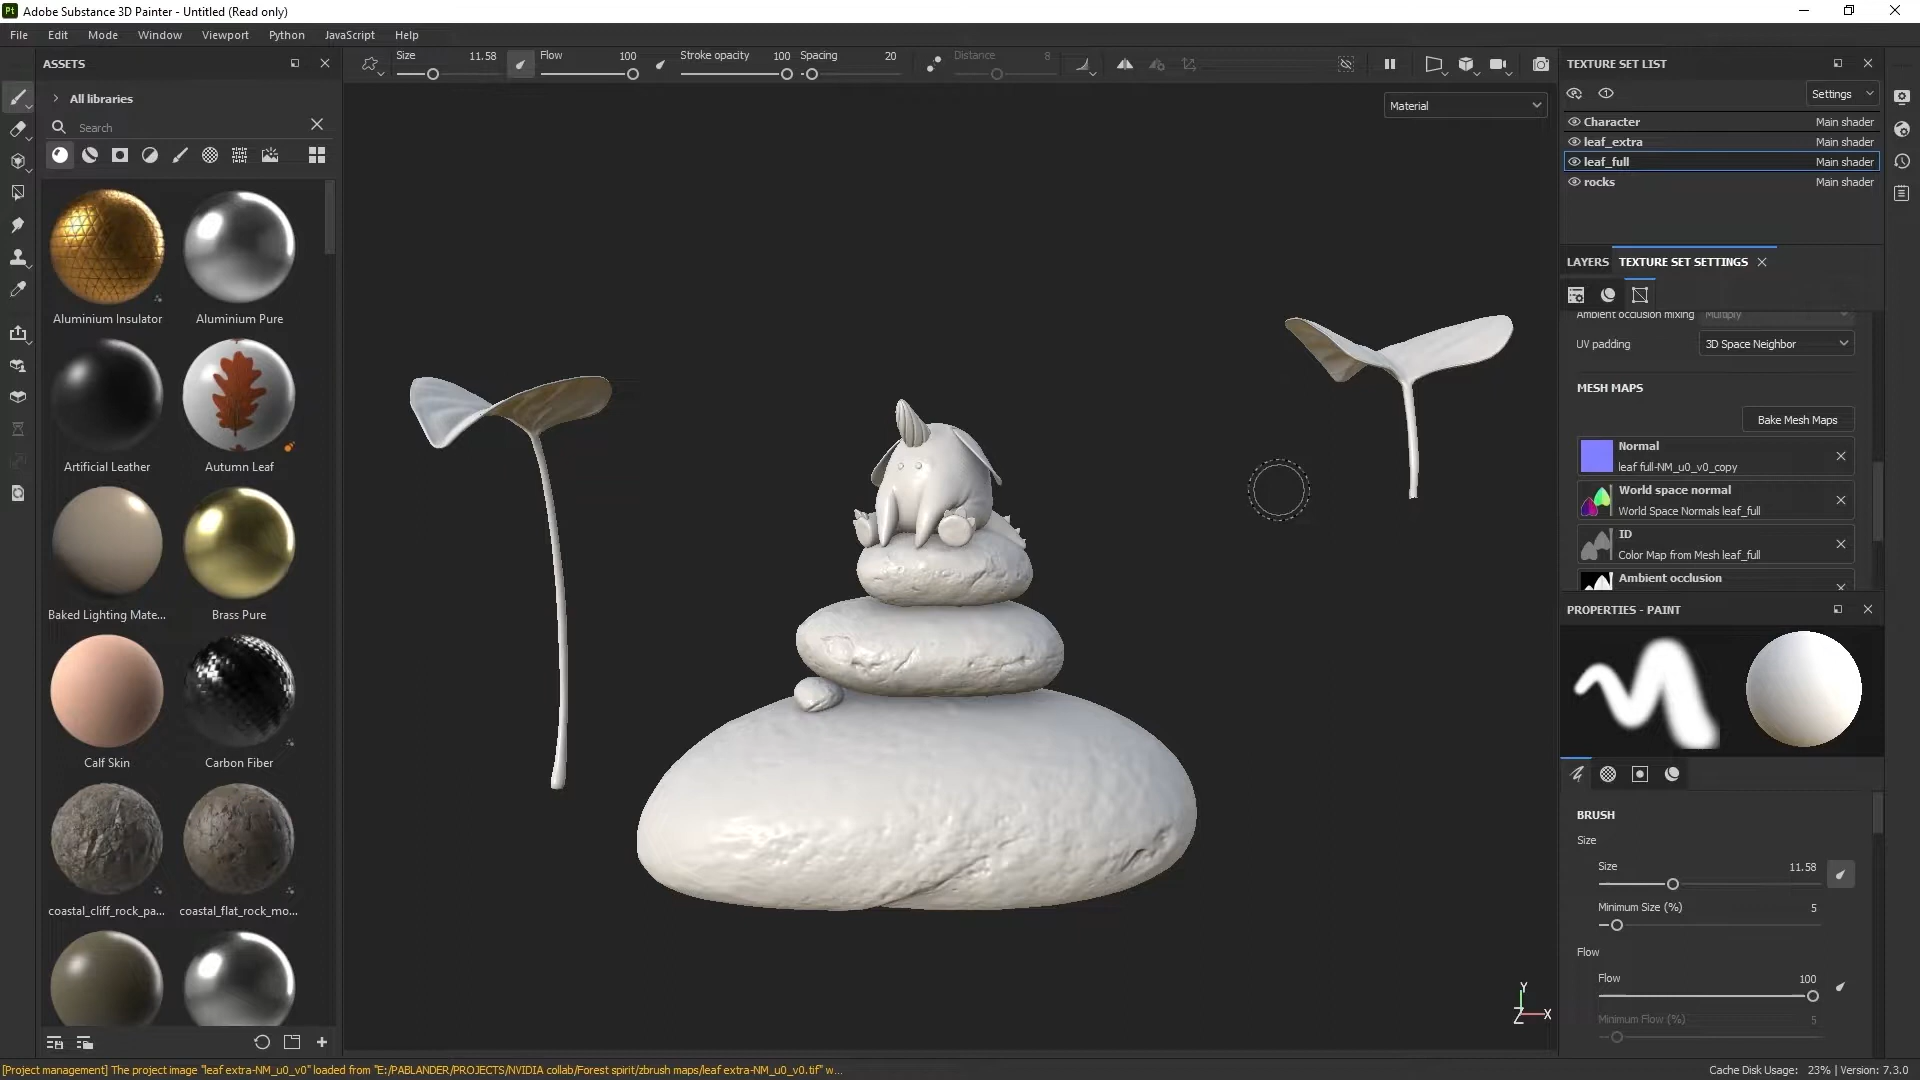 Pt Adobe Substance 3D Painter - Untitled (Read only)
File Edit Mode Window Viewport Python JavaScript Help
ASSETS
All libraries
Search
Aluminium Insulator
Aluminium Pure
Artificial Leather
Autumn Leaf
Baked Lighting Mate...
Brass Pure
Calf Skin
Carbon Fiber
coastal_cliff_rock_pa...
coastal_flat_rock_mo...
Size 11.58
Flow 100
Stroke opacity 100
Spacing 20
Distance 8
Material
Y
Z X
TEXTURE SET LIST
Settings
Character Main shader
leaf_extra Main shader
leaf_full Main shader
rocks Main shader
LAYERS TEXTURE SET SETTINGS
Ambient occlusion mixing Multiply
UV padding 3D Space Neighbor
MESH MAPS
Bake Mesh Maps
Normal
leaf full-NM_u0_v0_copy
World space normal
World Space Normals leaf_full
ID
Color Map from Mesh leaf_full
Ambient occlusion
PROPERTIES - PAINT
BRUSH
Size
Size 11.58
Minimum Size (%) 5
Flow
Flow 100
Minimum Flow (%) 5
[Project management] The project image "leaf extra-NM_u0_v0" loaded from "E:/PABLANDER/PROJECTS/NVIDIA collab/Forest spirit/zbrush maps/leaf extra-NM_u0_v0.tif" w...
Cache Disk Usage: 23% | Version: 7.3.0